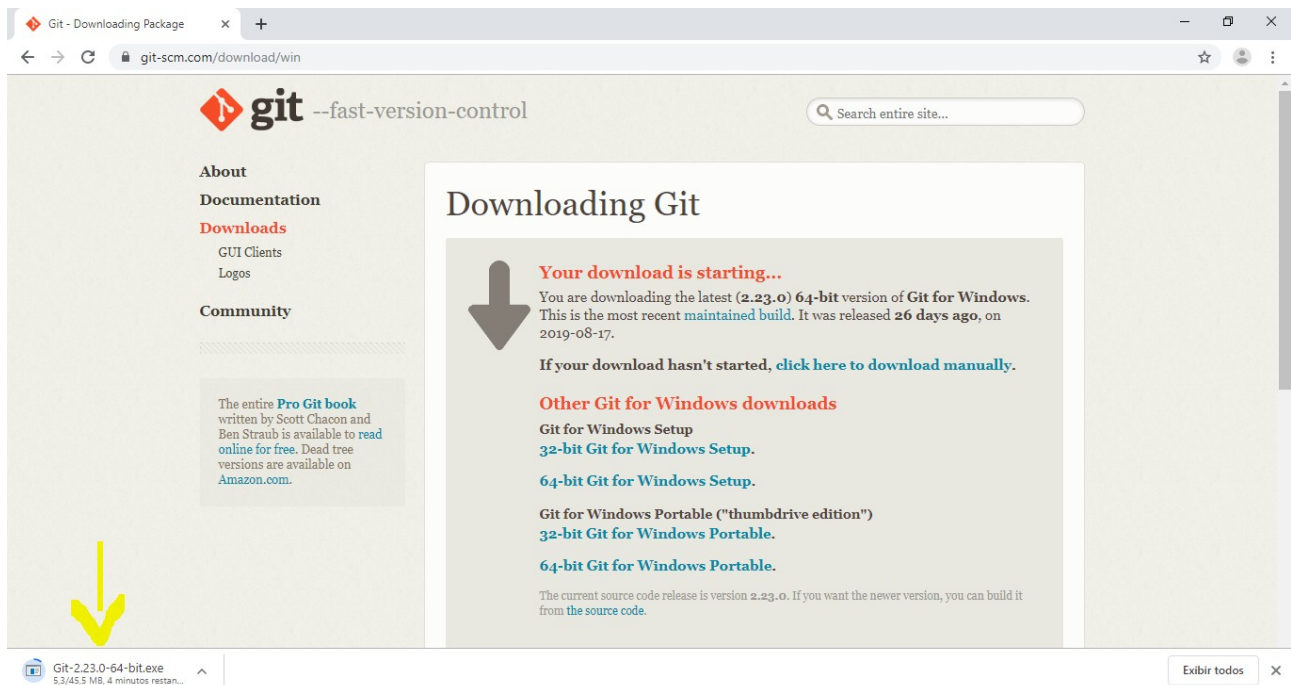 Git - Downloading Package
git-scm.com/download/win
git --fast-version-control
Search entire site...
About
Documentation
Downloads
GUI Clients
Logos
Community
The entire Pro Git book
written by Scott Chacon and
Ben Straub is available to read
online for free. Dead tree
versions are available on
Amazon.com.
Downloading Git
Your download is starting...
You are downloading the latest (2.23.0) 64-bit version of Git for Windows.
This is the most recent maintained build. It was released 26 days ago, on
2019-08-17.
If your download hasn't started, click here to download manually.
Other Git for Windows downloads
Git for Windows Setup
32-bit Git for Windows Setup.
64-bit Git for Windows Setup.
Git for Windows Portable ("thumbdrive edition")
32-bit Git for Windows Portable.
64-bit Git for Windows Portable.
The current source code release is version 2.23.0. If you want the newer version, you can build it
from the source code.
Git-2.23.0-64-bit.exe
5,3/45,5 MB, 4 minutos restan...
Exibir todos